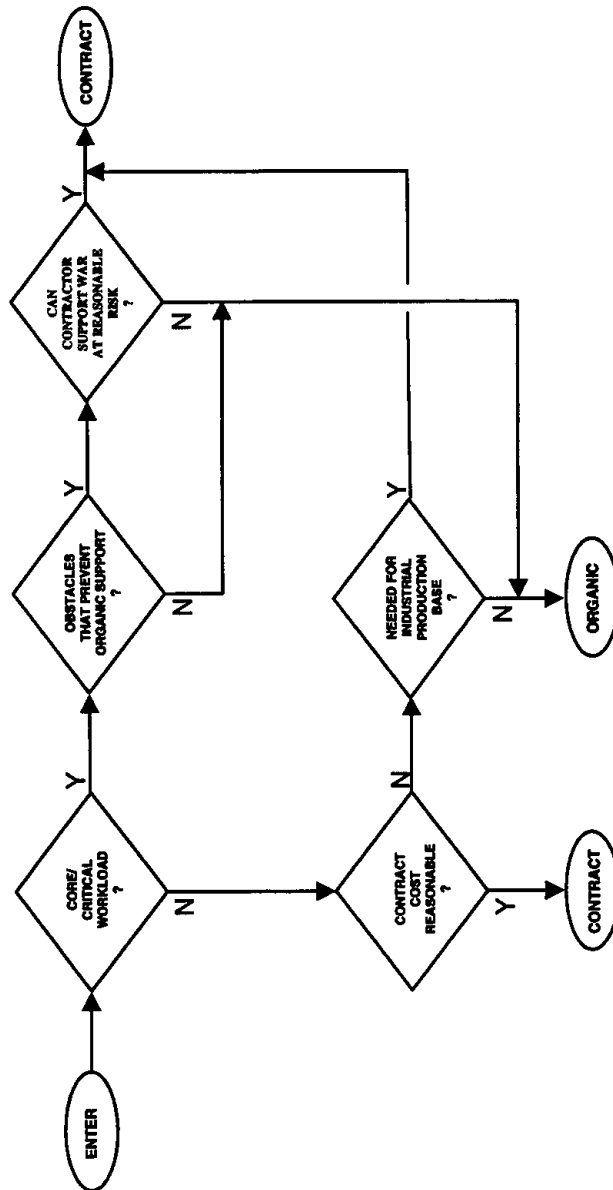 ENTER
CORE/
CRITICAL
WORKLOAD
?
Y
N
OBSTACLES
THAT PREVENT
ORGANIC SUPPORT
?
Y
N
CAN
CONTRACTOR
SUPPORT WAR
AT REASONABLE
RISK
?
Y
N
CONTRACT
CONTRACT
COST
REASONABLE
?
N
Y
NEEDED FOR
INDUSTRIAL
PRODUCTION
BASE
?
Y
N
CONTRACT
ORGANIC